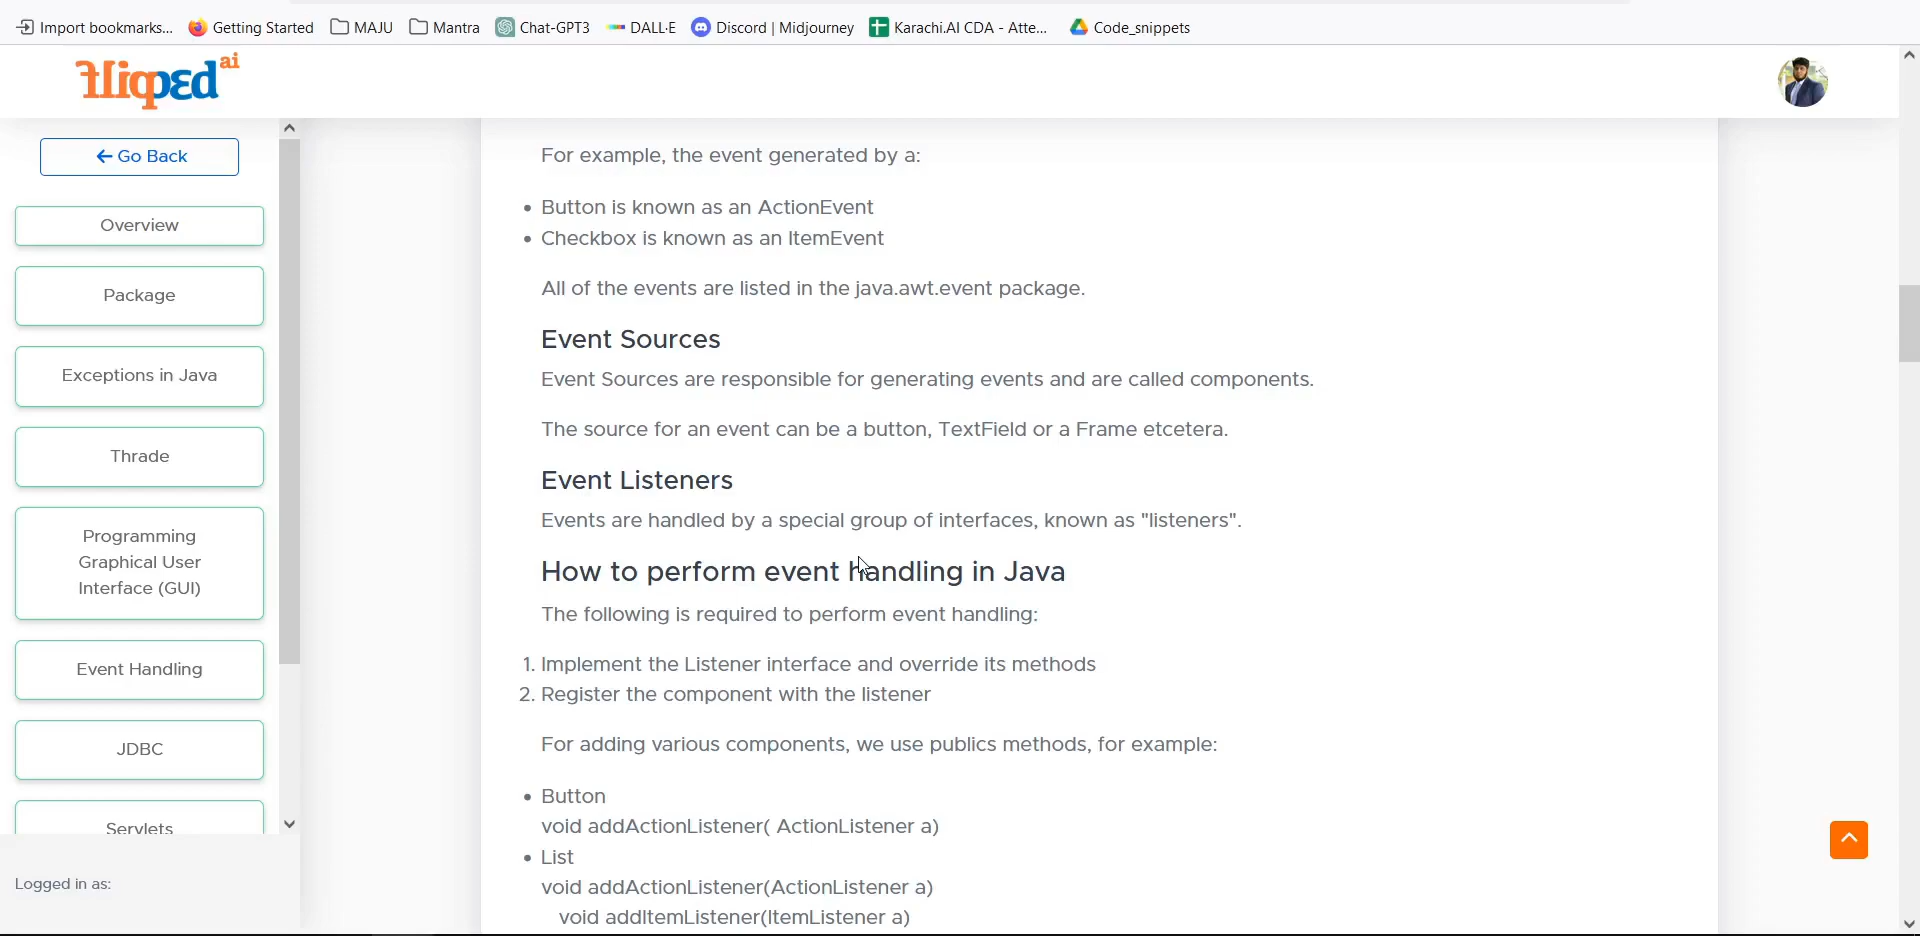 Import bookmarks... Getting Started MAJU Mantra Chat-GPT3 DALL·E Discord | Midjourney Karachi.AI CDA - Atte... Code_snippets
fliqped ai
Go Back
Overview
Package
Exceptions in Java
Thrade
Programming
Graphical User
Interface (GUI)
Event Handling
JDBC
Servlets
Logged in as:
For example, the event generated by a:
• Button is known as an ActionEvent
• Checkbox is known as an ItemEvent
All of the events are listed in the java.awt.event package.
Event Sources
Event Sources are responsible for generating events and are called components.
The source for an event can be a button, TextField or a Frame etcetera.
Event Listeners
Events are handled by a special group of interfaces, known as "listeners".
How to perform event handling in Java
The following is required to perform event handling:
1. Implement the Listener interface and override its methods
2. Register the component with the listener
For adding various components, we use publics methods, for example:
• Button
void addActionListener( ActionListener a)
• List
void addActionListener(ActionListener a)
void addItemListener(ItemListener a)